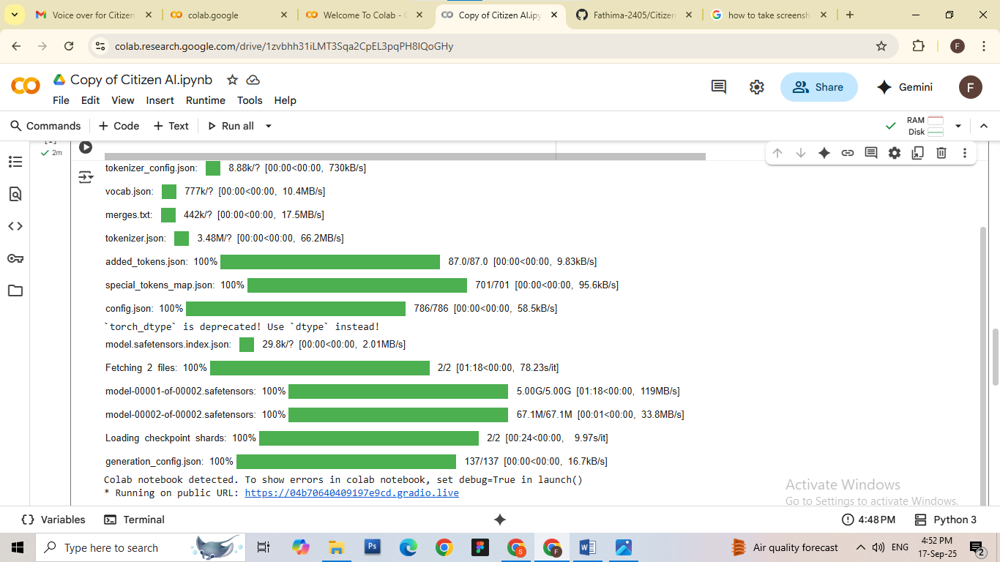 Voice over for Citizen
colab.google
Welcome To Colab - C
Copy of Citizen AI.ipy
Fathima-2405/Citizen
how to take screensh
colab.research.google.com/drive/1zvbhh31iLMT3Sqa2CpEL3pqPH8IQoGHy
F
Copy of Citizen AI.ipynb
File Edit View Insert Runtime Tools Help
Share
Gemini
F
Commands + Code + Text Run all
RAM
Disk
[1]
2m
tokenizer_config.json: 8.88k/? [00:00<00:00, 730kB/s]
vocab.json: 777k/? [00:00<00:00, 10.4MB/s]
merges.txt: 442k/? [00:00<00:00, 17.5MB/s]
tokenizer.json: 3.48M/? [00:00<00:00, 66.2MB/s]
added_tokens.json: 100% 87.0/87.0 [00:00<00:00, 9.83kB/s]
special_tokens_map.json: 100% 701/701 [00:00<00:00, 95.6kB/s]
config.json: 100% 786/786 [00:00<00:00, 58.5kB/s]
`torch_dtype` is deprecated! Use `dtype` instead!
model.safetensors.index.json: 29.8k/? [00:00<00:00, 2.01MB/s]
Fetching 2 files: 100% 2/2 [01:18<00:00, 78.23s/it]
model-00001-of-00002.safetensors: 100% 5.00G/5.00G [01:18<00:00, 119MB/s]
model-00002-of-00002.safetensors: 100% 67.1M/67.1M [00:01<00:00, 33.8MB/s]
Loading checkpoint shards: 100% 2/2 [00:24<00:00, 9.97s/it]
generation_config.json: 100% 137/137 [00:00<00:00, 16.7kB/s]
Colab notebook detected. To show errors in colab notebook, set debug=True in launch()
* Running on public URL: https://04b70640409197e9cd.gradio.live
Activate Windows
Go to Settings to activate Windows.
Variables Terminal
4:48 PM Python 3
Type here to search
Ps
S
F
W
Air quality forecast
ENG
4:52 PM
17-Sep-25
2